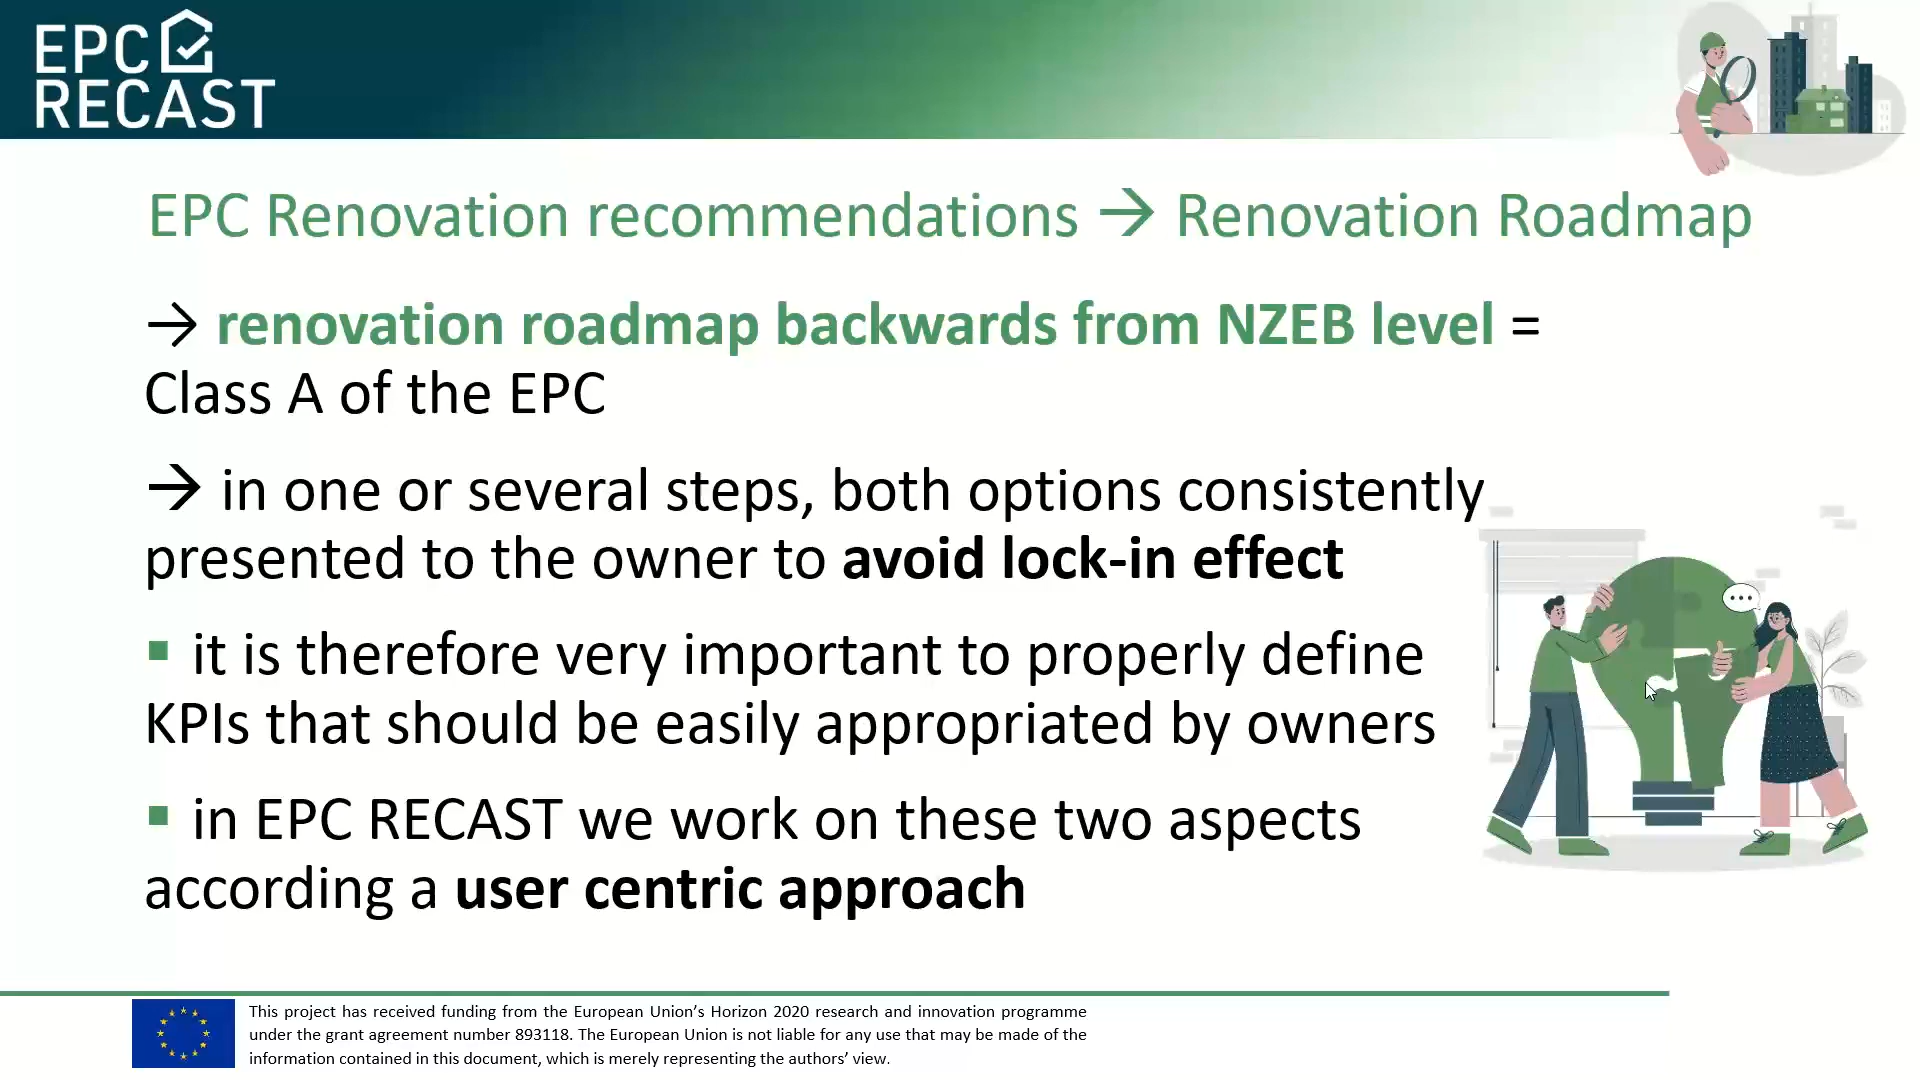 EPC
RECAST
EPC Renovation recommendations → Renovation Roadmap
→ renovation roadmap backwards from NZEB level =
Class A of the EPC
→ in one or several steps, both options consistently
presented to the owner to avoid lock-in effect
▪ it is therefore very important to properly define
KPIs that should be easily appropriated by owners
▪ in EPC RECAST we work on these two aspects
according a user centric approach
This project has received funding from the European Union’s Horizon 2020 research and innovation programme
under the grant agreement number 893118. The European Union is not liable for any use that may be made of the
information contained in this document, which is merely representing the authors’ view.